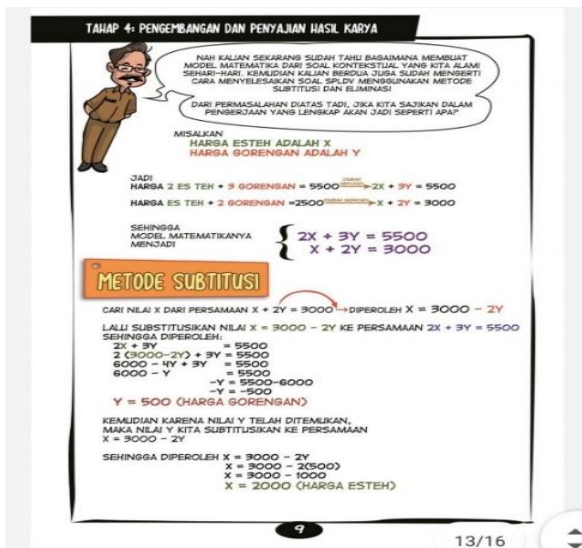 TAHAP 4: PENGEMBANGAN DAN PENYAJIAN HASIL KARYA
NAH KALIAN SEKARANG SUDAH TAHU BAGAIMANA MEMBUAT
MODEL MATEMATIKA DARI SOAL KONTEKSTUAL YANG KITA ALAMI
SEHARI-HARI. KEMUDIAN KALIAN BERDUA JUGA SUDAH MENGERTI
CARA MENYELESAIKAN SOAL SPLDV MENGGUNAKAN METODE
SUBTITUSI DAN ELIMINASI
DARI PERMASALAHAN DIATAS TADI, JIKA KITA SAJIKAN DALAM
PENGERJAAN YANG LENGKAP AKAN JADI SEPERTI APA?"
MISALKAN
HARGA ESTEH ADALAH X
HARGA GORENGAN ADALAH Y
JADI
HARGA 2 ES TEH + 3 GORENGAN = 5500 2X + 3Y = 5500
HARGA ES TEH + 2 GORENGAN =2500 X + 2Y = 3000
SEHINGGA
MODEL MATEMATIKANYA
MENJADI
2X + 3Y = 5500
X + 2Y = 3000
METODE SUBTITUSI
CARI NILAI X DARI PERSAMAAN X + 2Y = 3000 → DIPEROLEH X = 3000 - 2Y
LALU SUBSTITUSIKAN NILAI X = 3000 - 2Y KE PERSAMAAN 2X + 3Y = 5500
SEHINGGA DIPEROLEH:
2X + 3Y = 5500
2 (3000-2Y) + 3Y = 5500
6000 - 4Y + 3Y = 5500
6000 - Y = 5500
-Y = 5500-6000
-Y = -500
Y = 500 (HARGA GORENGAN)
KEMUDIAN KARENA NILAI Y TELAH DITEMUKAN,
MAKA NILAI Y KITA SUBTITUSIKAN KE PERSAMAAN
X = 3000 - 2Y
SEHINGGA DIPEROLEH X = 3000 - 2Y
X = 3000 - 2(500)
X = 3000 - 1000
X = 2000 (HARGA ESTEH)
9
13/16